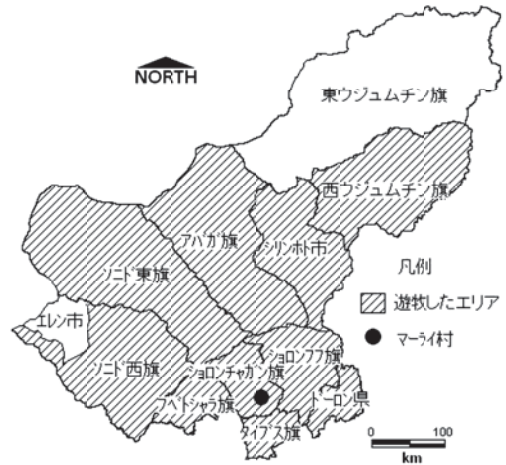 NORTH
東ウジュムチン旗
西ウジュムチン旗
アバガ旗
シリンホト市
ソニド東旗
凡例
遊牧したエリア
エレン市
マーライ村
ショロンフフ旗
ソニド西旗
ショロンチャガン旗
フベトシャラ旗
トーロン県
タイプス旗
0 100
km